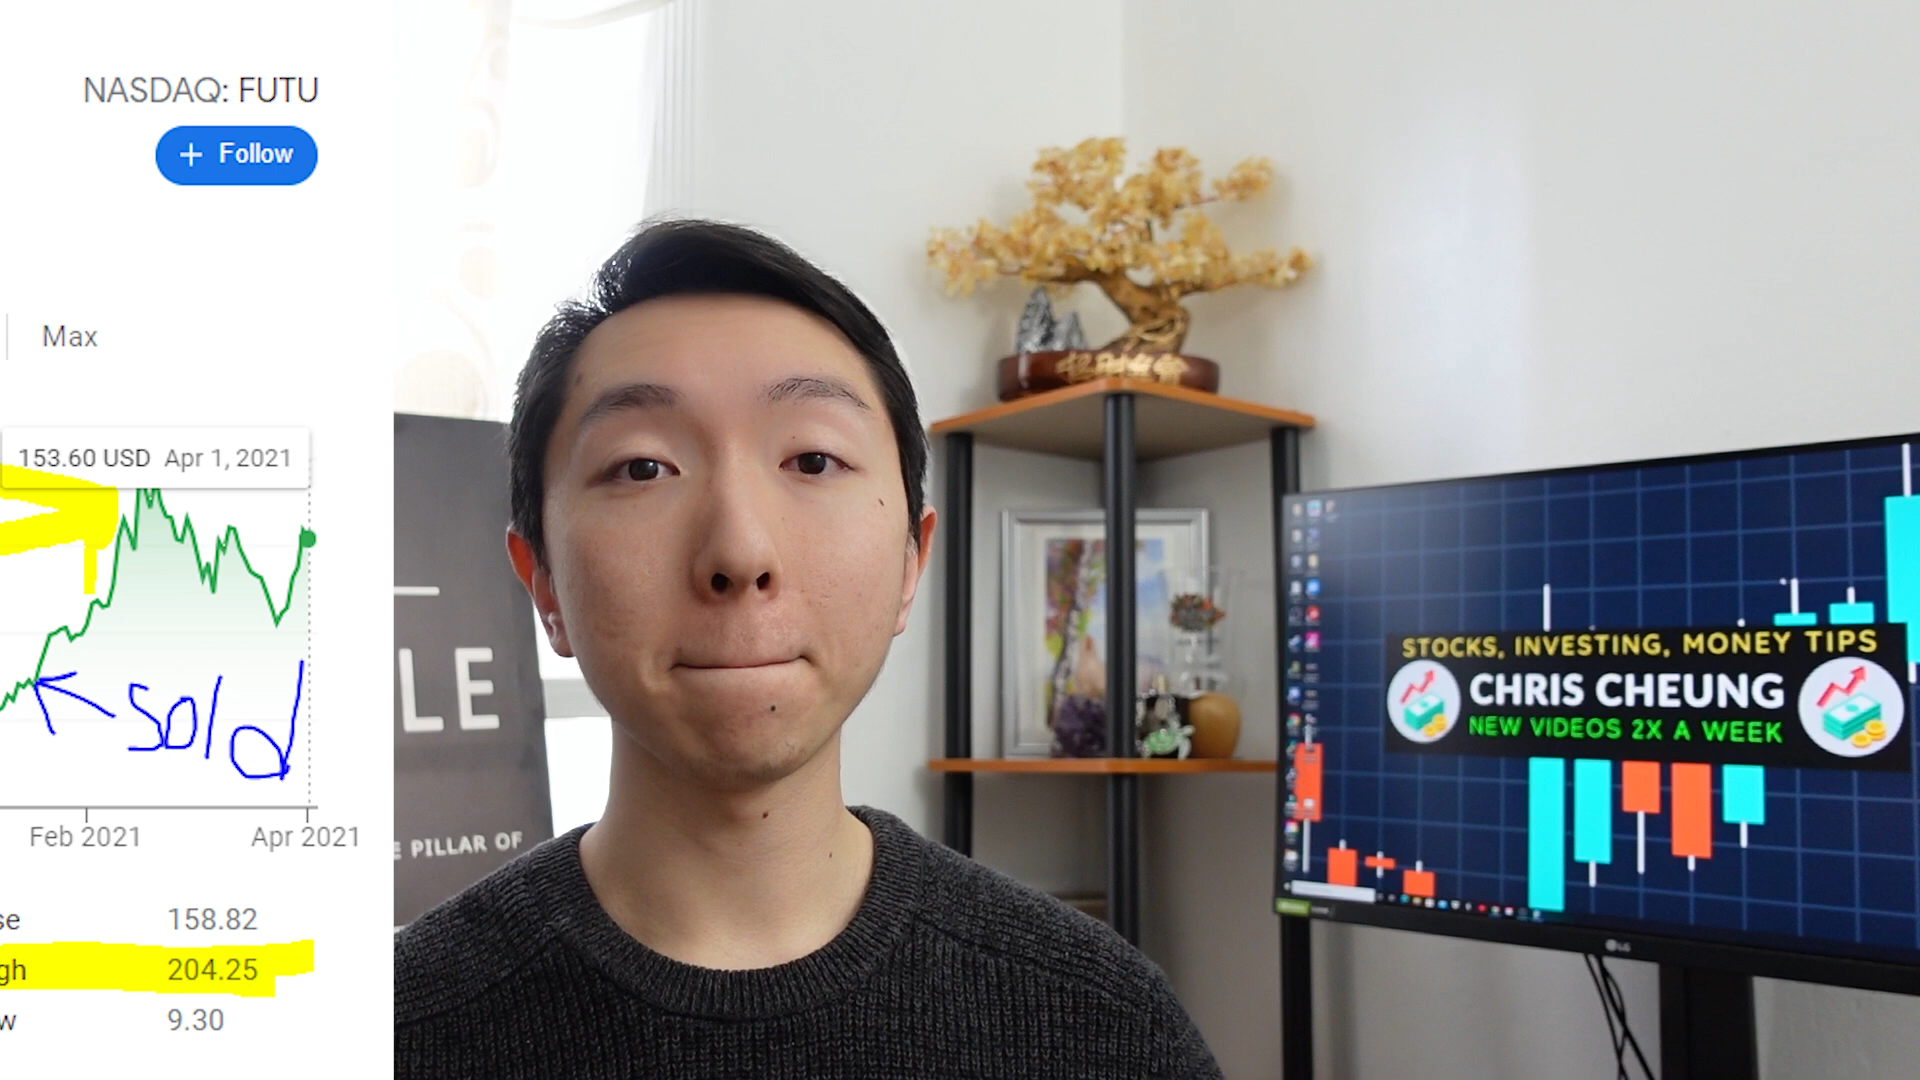 NASDAQ: FUTU
+ Follow
Max
153.60 USD Apr 1, 2021
sold
Feb 2021 Apr 2021
se 158.82
gh 204.25
w 9.30
LE
E PILLAR OF
STOCKS, INVESTING, MONEY TIPS
CHRIS CHEUNG
NEW VIDEOS 2X A WEEK
LG